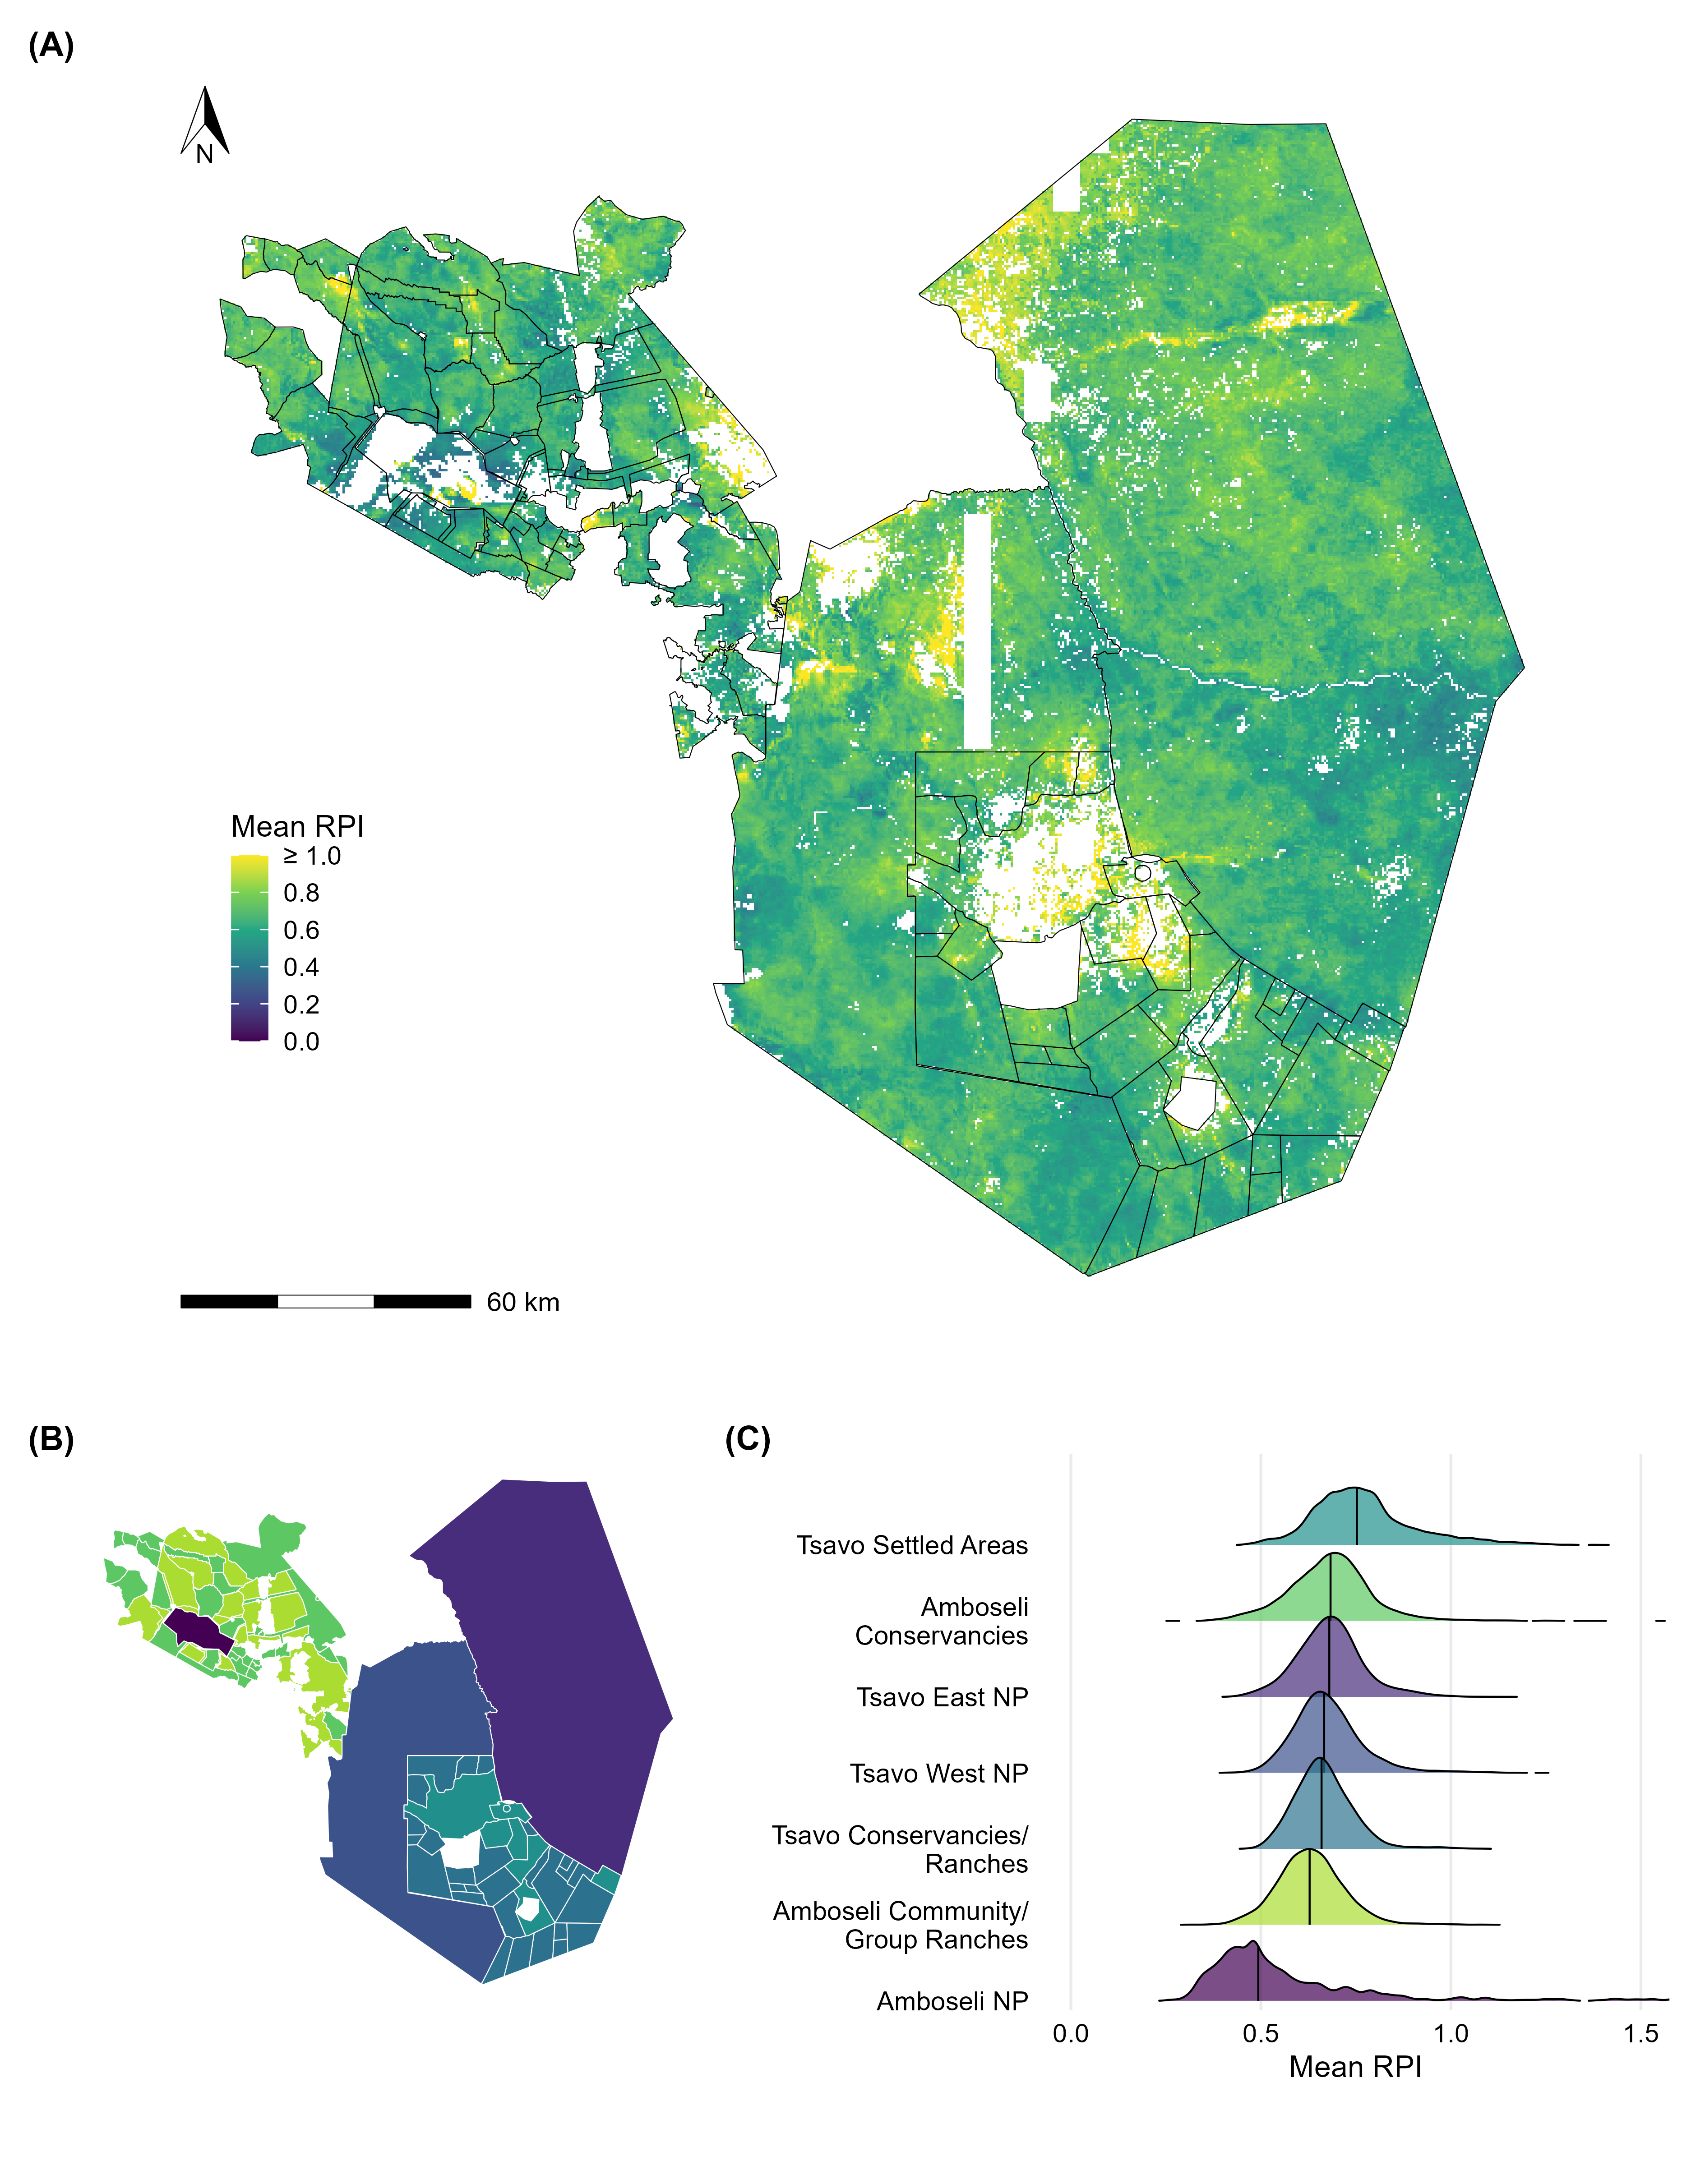 (A)
N
Mean RPI
≥ 1.0
0.8
0.6
0.4
0.2
0.0
60 km
(B)
(C)
Tsavo Settled Areas
Amboseli
Conservancies
Tsavo East NP
Tsavo West NP
Tsavo Conservancies/
Ranches
Amboseli Community/
Group Ranches
Amboseli NP
0.0
0.5
1.0
1.5
Mean RPI